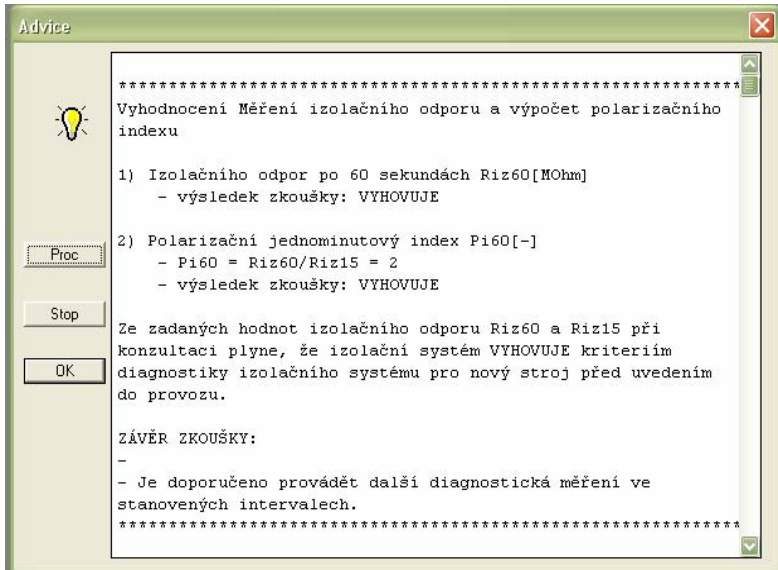 Advice
***************************************************************
Vyhodnocení Měření izolačního odporu a výpočet polarizačního
indexu
1) Izolačního odpor po 60 sekundách Riz60[MOhm]
- výsledek zkoušky: VYHOVUJE
2) Polarizační jednominutový index Pi60[-]
- Pi60 = Riz60/Riz15 = 2
- výsledek zkoušky: VYHOVUJE
Ze zadaných hodnot izolačního odporu Riz60 a Riz15 při
konzultaci plyne, že izolační systém VYHOVUJE kriteriím
diagnostiky izolačního systému pro nový stroj před uvedením
do provozu.
ZÁVĚR ZKOUŠKY:
-
- Je doporučeno provádět další diagnostická měření ve
stanovených intervalech.
***************************************************************
Proc
Stop
OK